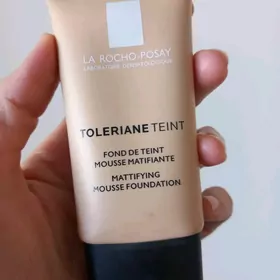 LA ROCHE-POSAY
LABORATOIRE DERMATOLOGIQUE
TOLERIANE TEINT
FOND DE TEINT
MOUSSE MATIFIANTE
MATTIFYING
MOUSSE FOUNDATION